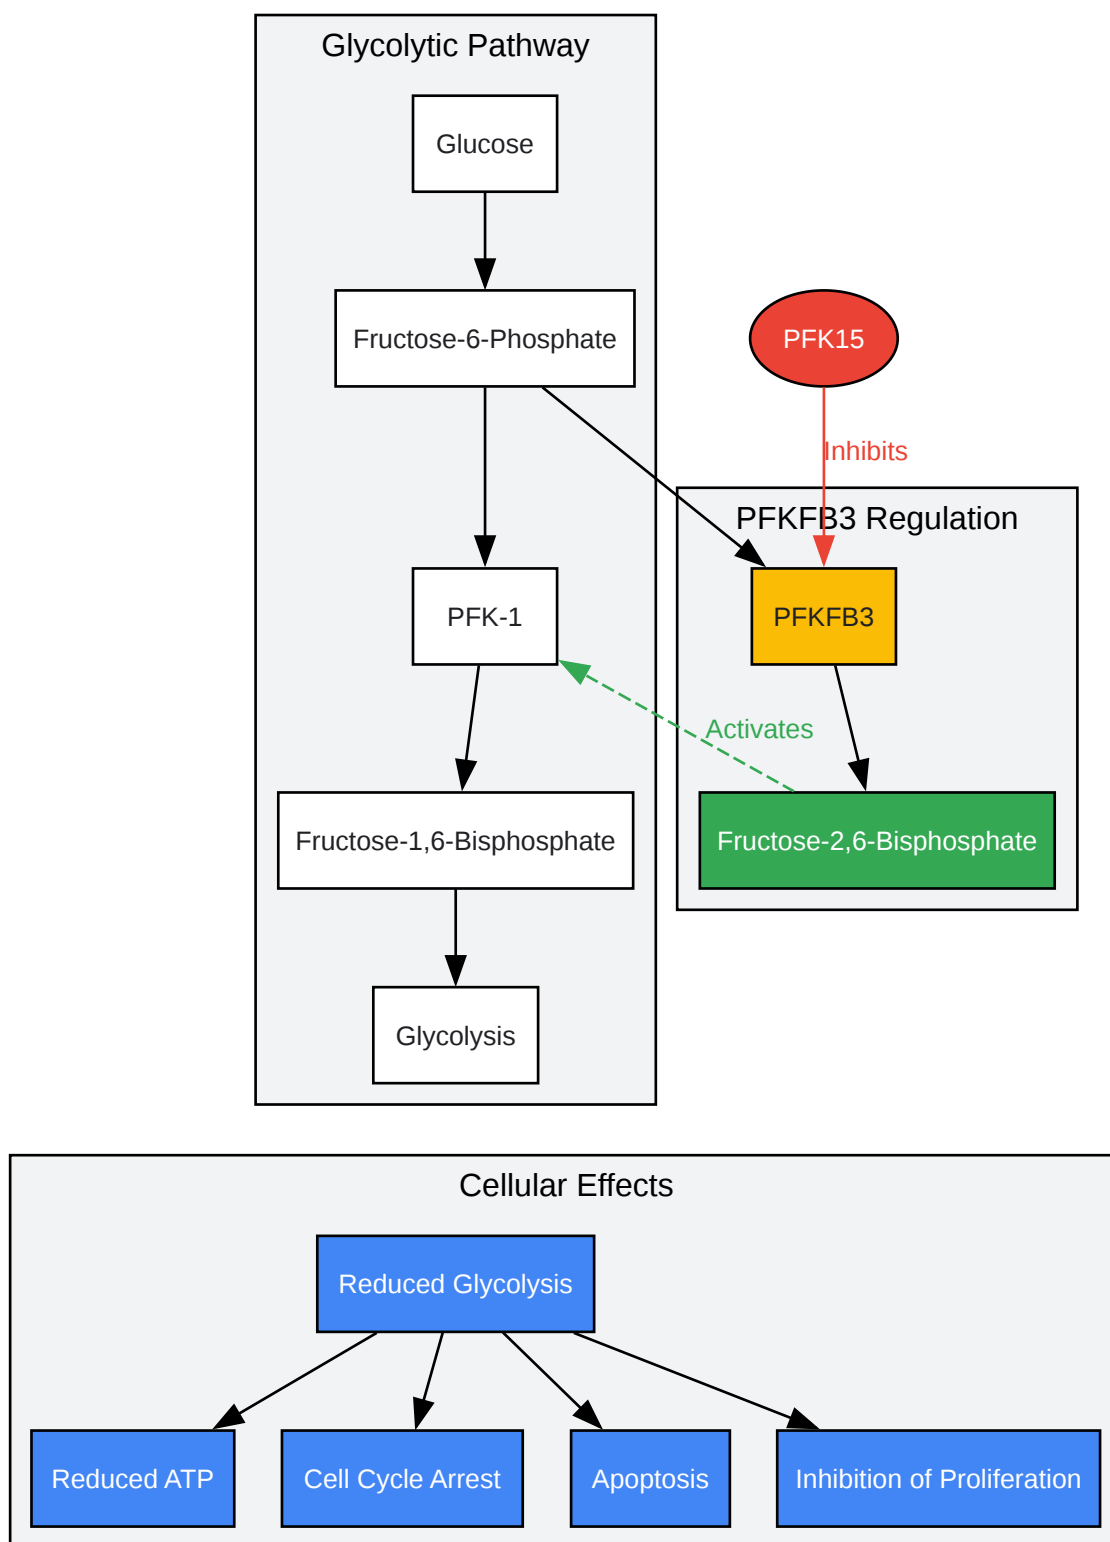 Glycolytic Pathway
Glucose
Fructose-6-Phosphate
PFK15
Inhibits
PFKFB3 Regulation
PFK-1
PFKFB3
Activates
Fructose-1,6-Bisphosphate
Fructose-2,6-Bisphosphate
Glycolysis
Cellular Effects
Reduced Glycolysis
Reduced ATP
Cell Cycle Arrest
Apoptosis
Inhibition of Proliferation